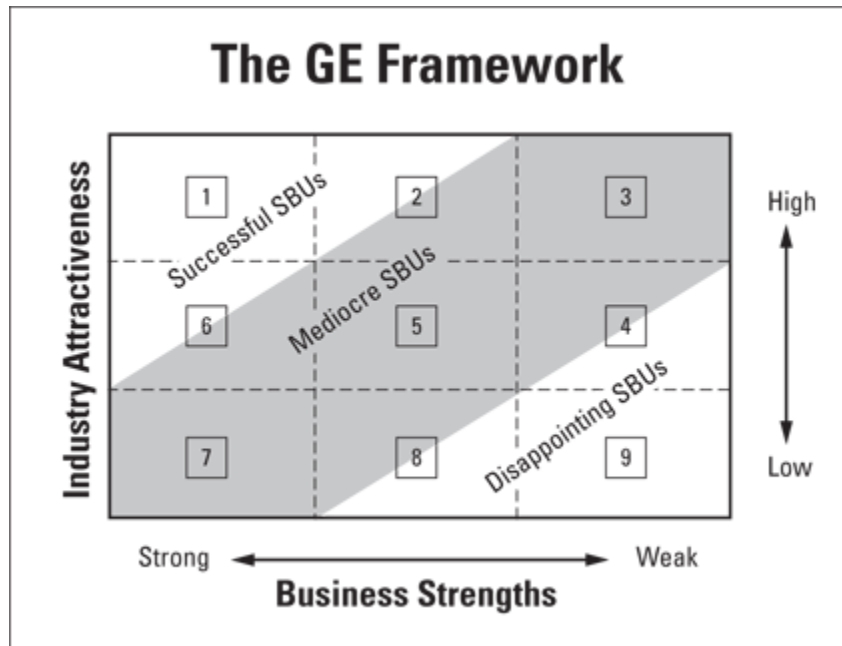 The GE Framework
Industry Attractiveness
1
Successful SBUs
2
3
6
Mediocre SBUs
5
4
7
8
Disappointing SBUs
9
High
Low
Strong
Weak
Business Strengths